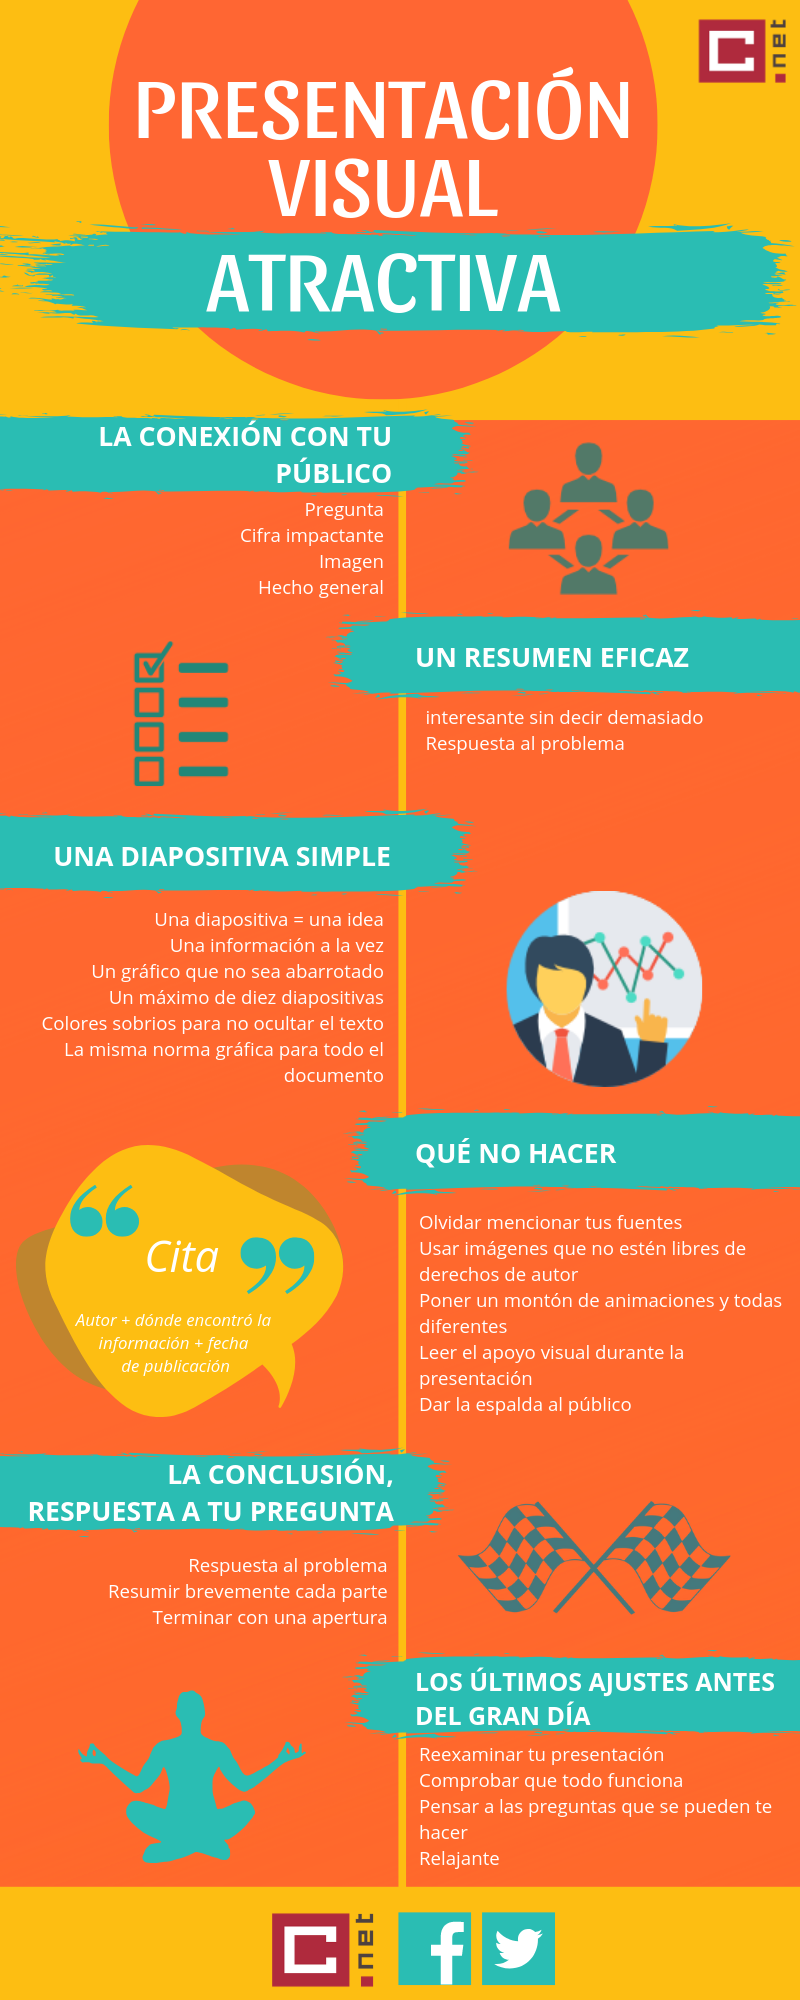 C.net
PRESENTACIÓN
VISUAL
ATRACTIVA
LA CONEXIÓN CON TU
PÚBLICO
Pregunta
Cifra impactante
Imagen
Hecho general
UN RESUMEN EFICAZ
interesante sin decir demasiado
Respuesta al problema
UNA DIAPOSITIVA SIMPLE
Una diapositiva = una idea
Una información a la vez
Un gráfico que no sea abarrotado
Un máximo de diez diapositivas
Colores sobrios para no ocultar el texto
La misma norma gráfica para todo el
documento
QUÉ NO HACER
Olvidar mencionar tus fuentes
Usar imágenes que no estén libres de
derechos de autor
Poner un montón de animaciones y todas
diferentes
Leer el apoyo visual durante la
presentación
Dar la espalda al público
“ Cita ”
Autor + dónde encontró la
información + fecha
de publicación
LA CONCLUSIÓN,
RESPUESTA A TU PREGUNTA
Respuesta al problema
Resumir brevemente cada parte
Terminar con una apertura
LOS ÚLTIMOS AJUSTES ANTES
DEL GRAN DÍA
Reexaminar tu presentación
Comprobar que todo funciona
Pensar a las preguntas que se pueden te
hacer
Relajante
C.net